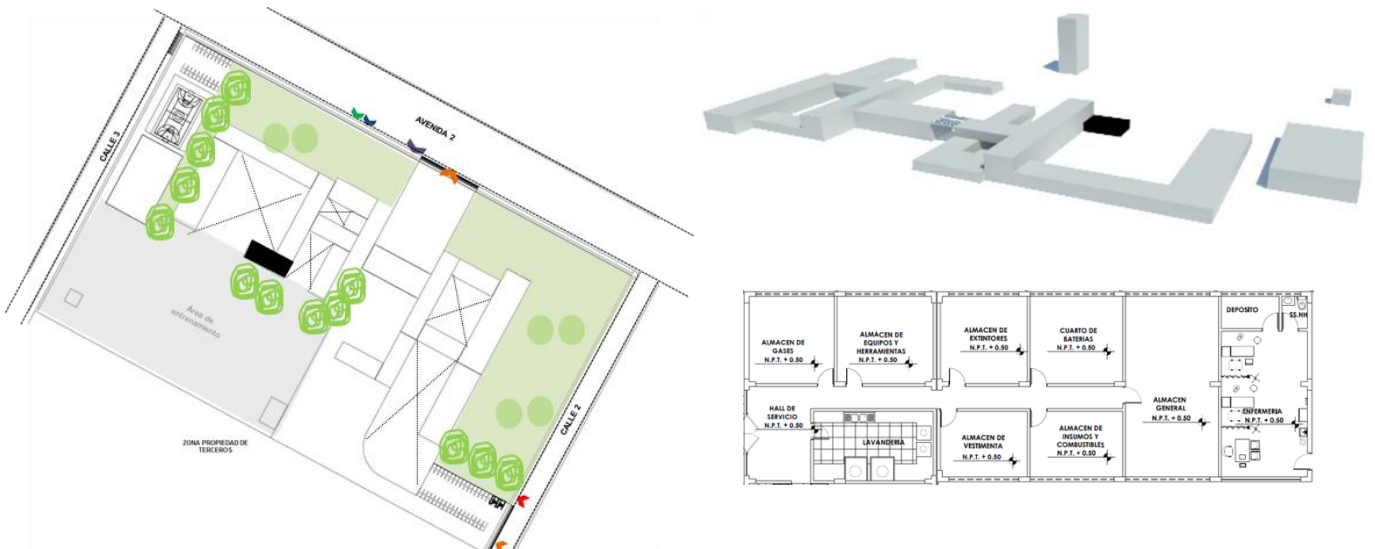 AVENIDA 2
CALLE 3
Área de
entrenamiento
CALLE 2
ZONA PROPIEDAD DE
TERCEROS
ALMACEN DE
GASES
N.P.T. + 0.50
ALMACEN DE
EQUIPOS Y
HERRAMIENTAS
N.P.T. + 0.50
ALMACEN DE
EXTINTORES
N.P.T. + 0.50
CUARTO DE
BATERIAS
N.P.T. + 0.50
DEPOSITO
SS.HH
HALL DE
SERVICIO
N.P.T. + 0.50
LAVANDERIA
ALMACEN DE
VESTIMENTA
N.P.T. + 0.50
ALMACEN DE
INSUMOS Y
COMBUSTIBLES
N.P.T. + 0.50
ALMACEN
GENERAL
N.P.T. + 0.50
ENFERMERIA
N.P.T. + 0.50